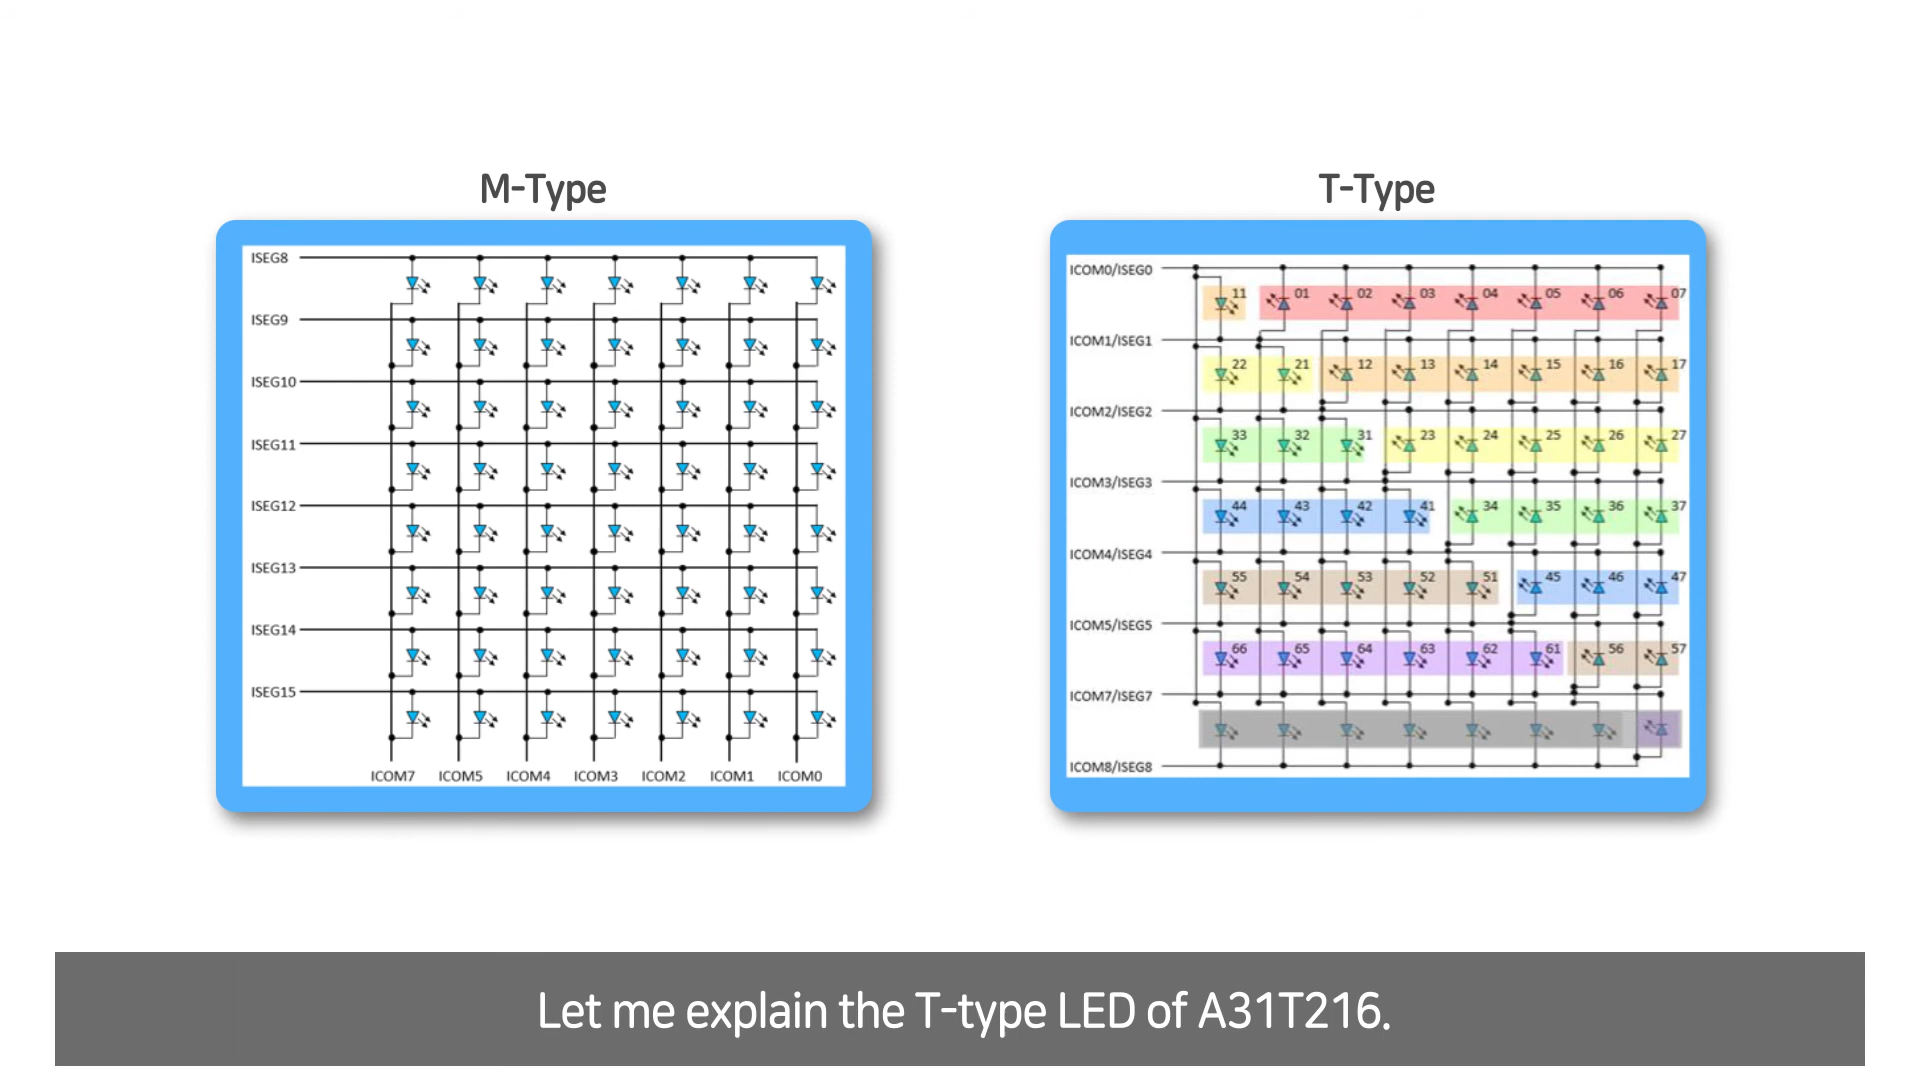 M-Type
ISEG8
ISEG9
ISEG10
ISEG11
ISEG12
ISEG13
ISEG14
ISEG15
ICOM7 ICOM5 ICOM4 ICOM3 ICOM2 ICOM1 ICOM0
T-Type
ICOM0/ISEG0
11 01 02 03 04 05 06 07
ICOM1/ISEG1
22 21 12 13 14 15 16 17
ICOM2/ISEG2
33 32 31 23 24 25 26 27
ICOM3/ISEG3
44 43 42 41 34 35 36 37
ICOM4/ISEG4
55 54 53 52 51 45 46 47
ICOM5/ISEG5
66 65 64 63 62 61 56 57
ICOM7/ISEG7
ICOM8/ISEG8
Let me explain the T-type LED of A31T216.